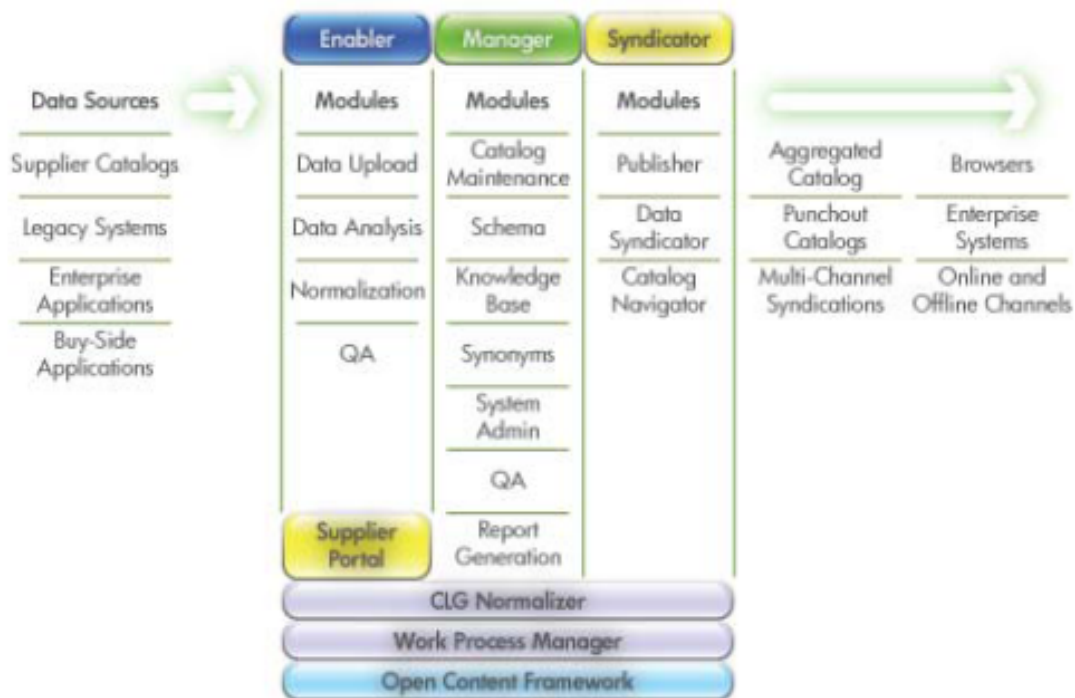 Enabler
Manager
Syndicator
Data Sources
Modules
Modules
Modules
Supplier Catalogs
Data Upload
Catalog
Maintenance
Publisher
Aggregated
Catalog
Browsers
Legacy Systems
Data Analysis
Schema
Data
Syndicator
Punchout
Catalogs
Enterprise
Systems
Enterprise
Applications
Normalization
Knowledge
Base
Catalog
Navigator
Multi-Channel
Syndications
Online and
Offline Channels
Buy-Side
Applications
QA
Synonyms
System
Admin
QA
Supplier
Portal
Report
Generation
CLG Normalizer
Work Process Manager
Open Content Framework